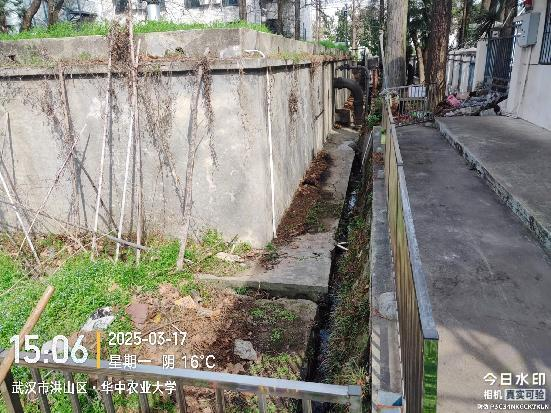 15:06
2025-03-17
星期一 阴 16℃
武汉市洪山区·华中农业大学
今日水印
相机 真实可验